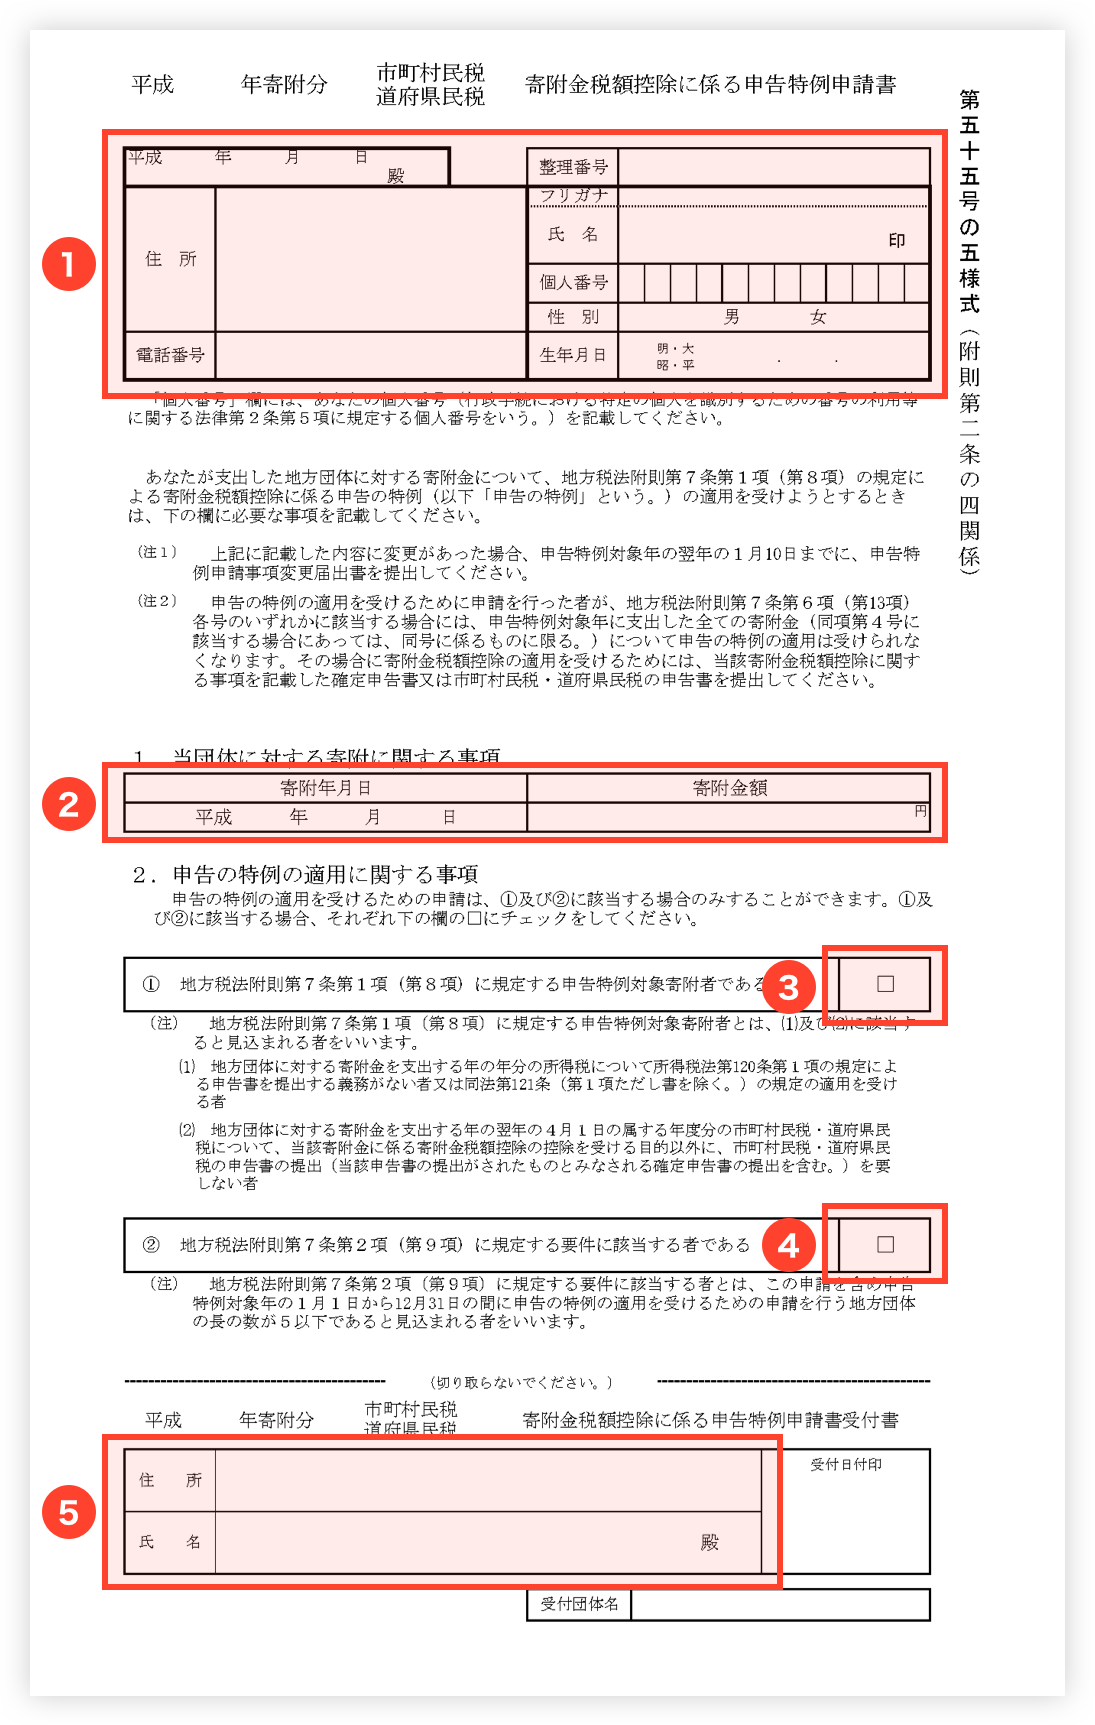 平成　年寄附分　市町村民税 道府県民税　寄附金税額控除に係る申告特例申請書
第五十五号の五様式（附則第二条の四関係）
1
平成　年　月　日
殿
整理番号
フリガナ
住　所
氏　名　印
個人番号
性　別　男　女
電話番号
生年月日　明・大 昭・平　．　．
「個人番号」欄には、あなたの個人番号（行政手続における特定の個人を識別するための番号の利用等
に関する法律第２条第５項に規定する個人番号をいう。）を記載してください。
あなたが支出した地方団体に対する寄附金について、地方税法附則第７条第１項（第８項）の規定に
よる寄附金税額控除に係る申告の特例（以下「申告の特例」という。）の適用を受けようとするとき
は、下の欄に必要な事項を記載してください。
（注１）　上記に記載した内容に変更があった場合、申告特例対象年の翌年の１月10日までに、申告特
例申請事項変更届出書を提出してください。
（注２）　申告の特例の適用を受けるために申請を行った者が、地方税法附則第７条第６項（第13項）
各号のいずれかに該当する場合には、申告特例対象年に支出した全ての寄附金（同項第４号に
該当する場合にあっては、同号に係るものに限る。）について申告の特例の適用は受けられな
くなります。その場合に寄附金税額控除の適用を受けるためには、当該寄附金税額控除に関す
る事項を記載した確定申告書又は市町村民税・道府県民税の申告書を提出してください。
１．当団体に対する寄附に関する事項
2
寄附年月日　寄附金額
平成　年　月　日　円
２．申告の特例の適用に関する事項
申告の特例の適用を受けるための申請は、①及び②に該当する場合のみすることができます。①及
び②に該当する場合、それぞれ下の欄の□にチェックをしてください。
①　地方税法附則第７条第１項（第８項）に規定する申告特例対象寄附者である　3　□
（注）　地方税法附則第７条第１項（第８項）に規定する申告特例対象寄附者とは、⑴及び⑵に該当す
ると見込まれる者をいいます。
⑴　地方団体に対する寄附金を支出する年の年分の所得税について所得税法第120条第１項の規定によ
る申告書を提出する義務がない者又は同法第121条（第１項ただし書を除く。）の規定の適用を受け
る者
⑵　地方団体に対する寄附金を支出する年の翌年の４月１日の属する年度分の市町村民税・道府県民
税について、当該寄附金に係る寄附金税額控除の控除を受ける目的以外に、市町村民税・道府県民
税の申告書の提出（当該申告書の提出がされたものとみなされる確定申告書の提出を含む。）を要
しない者
②　地方税法附則第７条第２項（第９項）に規定する要件に該当する者である　4　□
（注）　地方税法附則第７条第２項（第９項）に規定する要件に該当する者とは、この申請を含め申告
特例対象年の１月１日から12月31日の間に申告の特例の適用を受けるための申請を行う地方団体
の長の数が５以下であると見込まれる者をいいます。
（切り取らないでください。）
平成　年寄附分　市町村民税 道府県民税　寄附金税額控除に係る申告特例申請書受付書
5
住　所　受付日付印
氏　名　殿
受付団体名